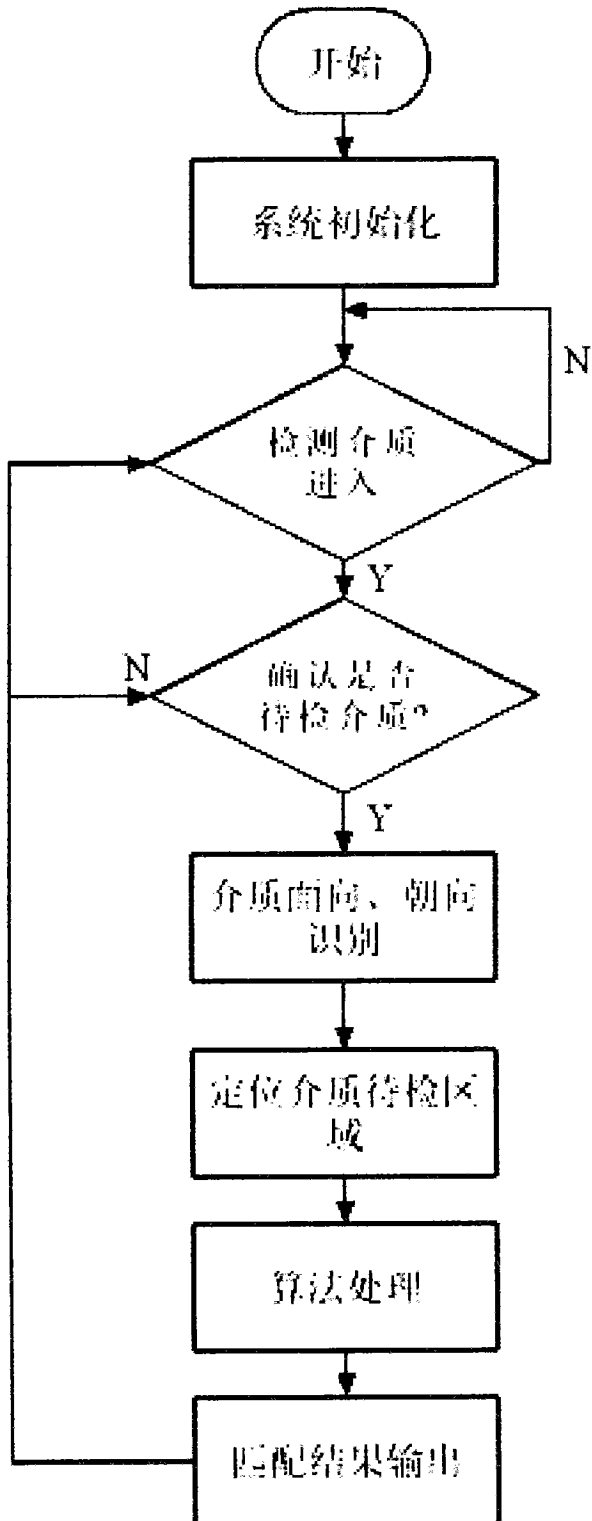 开始
系统初始化
N
检测介质
进入
Y
N
确认是否
待检介质?
Y
介质面向、朝向
识别
定位介质待检区
域
算法处理
匹配结果输出